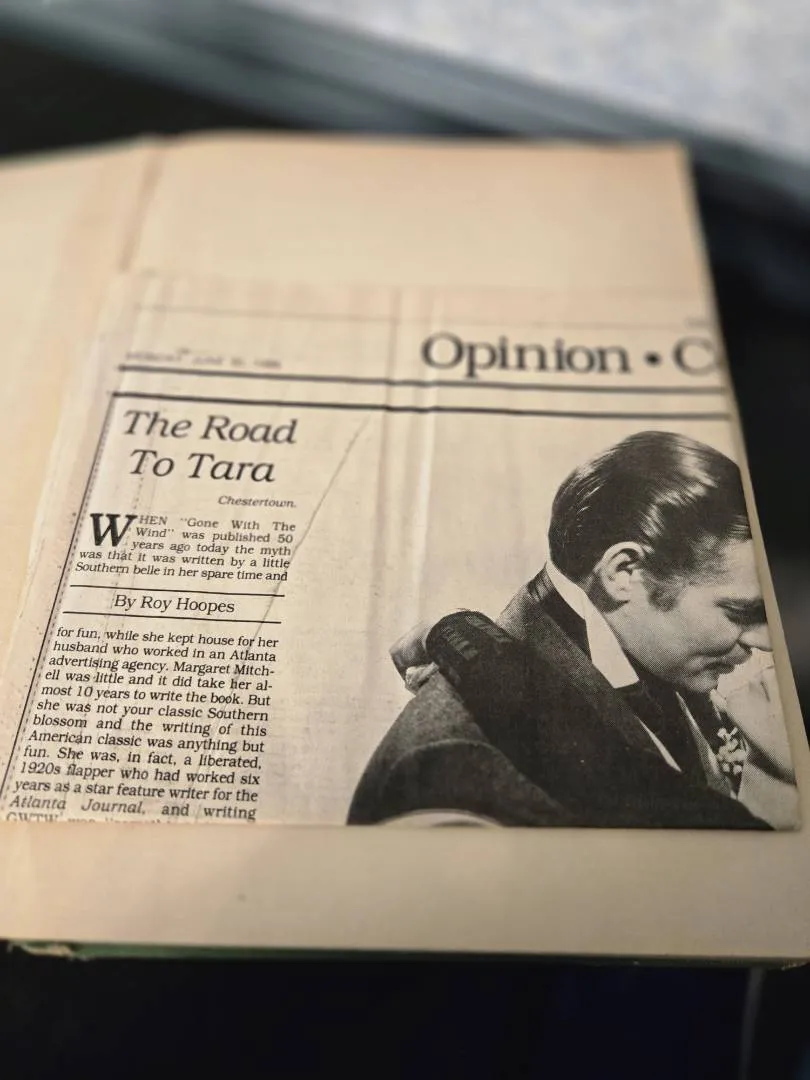 Opinion • C
The Road
To Tara
Chestertown.
WHEN "Gone With The
Wind" was published 50
years ago today the myth
was that it was written by a little
Southern belle in her spare time and
By Roy Hoopes
for fun, while she kept house for her
husband who worked in an Atlanta
advertising agency. Margaret Mitch-
ell was little and it did take her al-
most 10 years to write the book. But
she was not your classic Southern
blossom and the writing of this
American classic was anything but
fun. She was, in fact, a liberated,
1920s flapper who had worked six
years as a star feature writer for the
Atlanta Journal, and writing